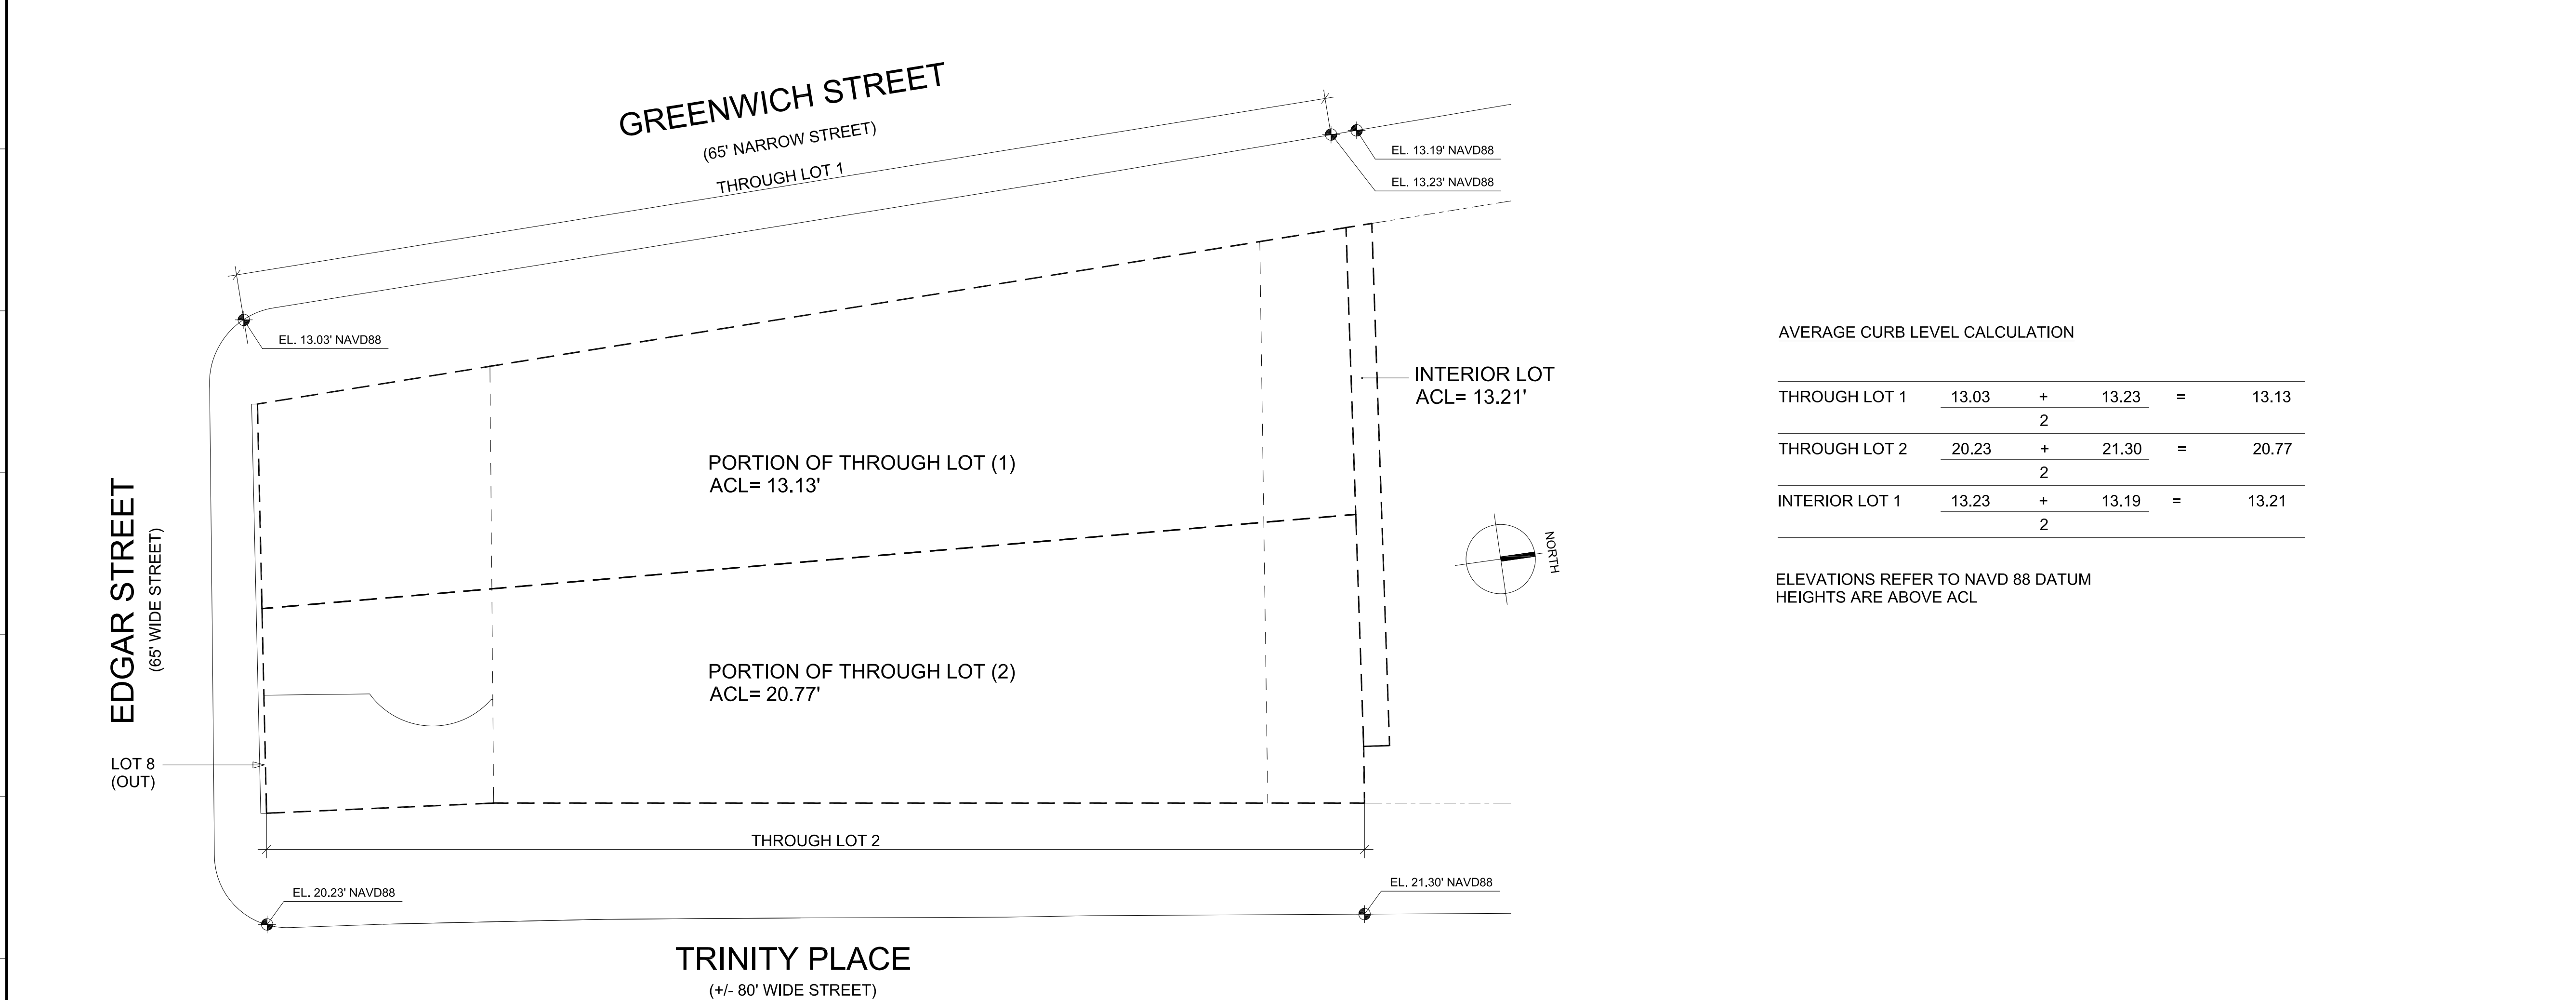 GREENWICH STREET
(65' NARROW STREET)
THROUGH LOT 1
EL. 13.19' NAVD88
EL. 13.23' NAVD88
EL. 13.03' NAVD88
INTERIOR LOT
ACL= 13.21'
PORTION OF THROUGH LOT (1)
ACL= 13.13'
EDGAR STREET
(65' WIDE STREET)
NORTH
PORTION OF THROUGH LOT (2)
ACL= 20.77'
LOT 8
(OUT)
THROUGH LOT 2
EL. 20.23' NAVD88
EL. 21.30' NAVD88
TRINITY PLACE
(+/- 80' WIDE STREET)
AVERAGE CURB LEVEL CALCULATION
THROUGH LOT 1 13.03 + 13.23 = 13.13
2
THROUGH LOT 2 20.23 + 21.30 = 20.77
2
INTERIOR LOT 1 13.23 + 13.19 = 13.21
2
ELEVATIONS REFER TO NAVD 88 DATUM
HEIGHTS ARE ABOVE ACL